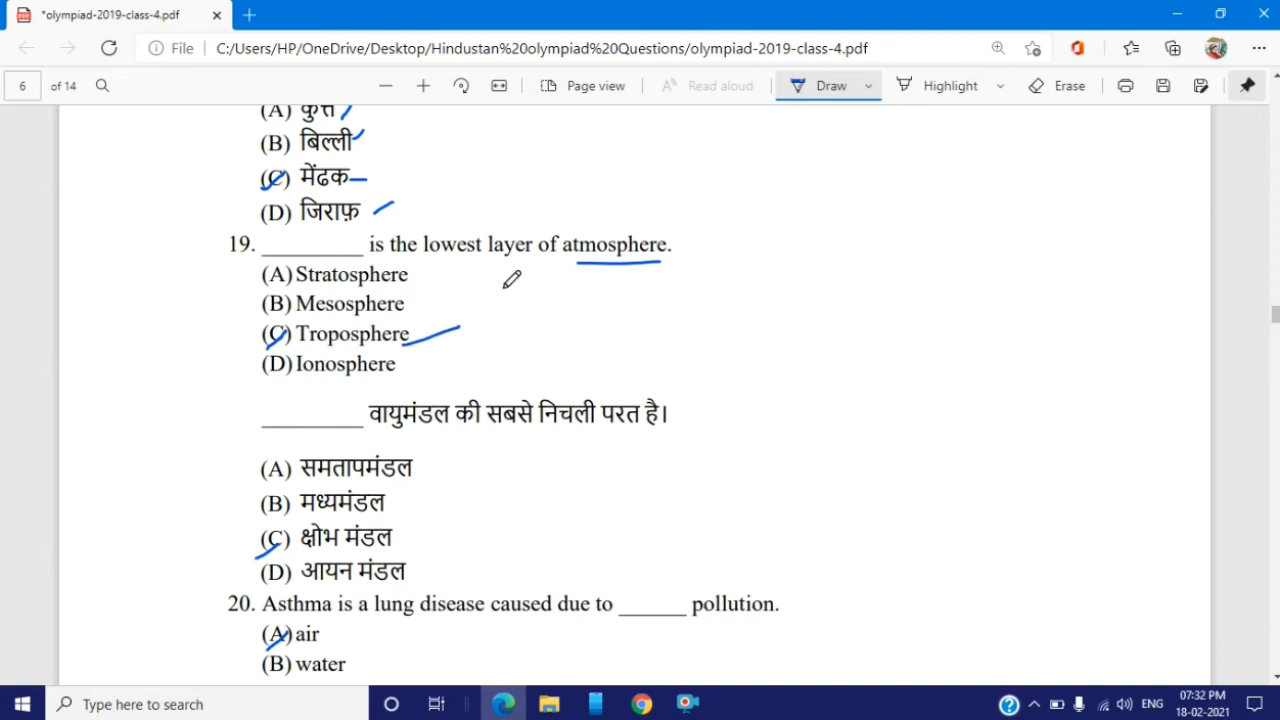 *olympiad-2019-class-4.pdf
File C:/Users/HP/OneDrive/Desktop/Hindustan%20olympiad%20Questions/olympiad-2019-class-4.pdf
6 of 14 Page view Read aloud Draw Highlight Erase
(A) कुत्ते
(B) बिल्ली
(C) मेंढक
(D) जिराफ़
19. _________ is the lowest layer of atmosphere.
(A) Stratosphere
(B) Mesosphere
(C) Troposphere
(D) Ionosphere
_________ वायुमंडल की सबसे निचली परत है।
(A) समतापमंडल
(B) मध्यमंडल
(C) क्षोभ मंडल
(D) आयन मंडल
20. Asthma is a lung disease caused due to ______ pollution.
(A) air
(B) water
Type here to search ENG 07:32 PM
18-02-2021